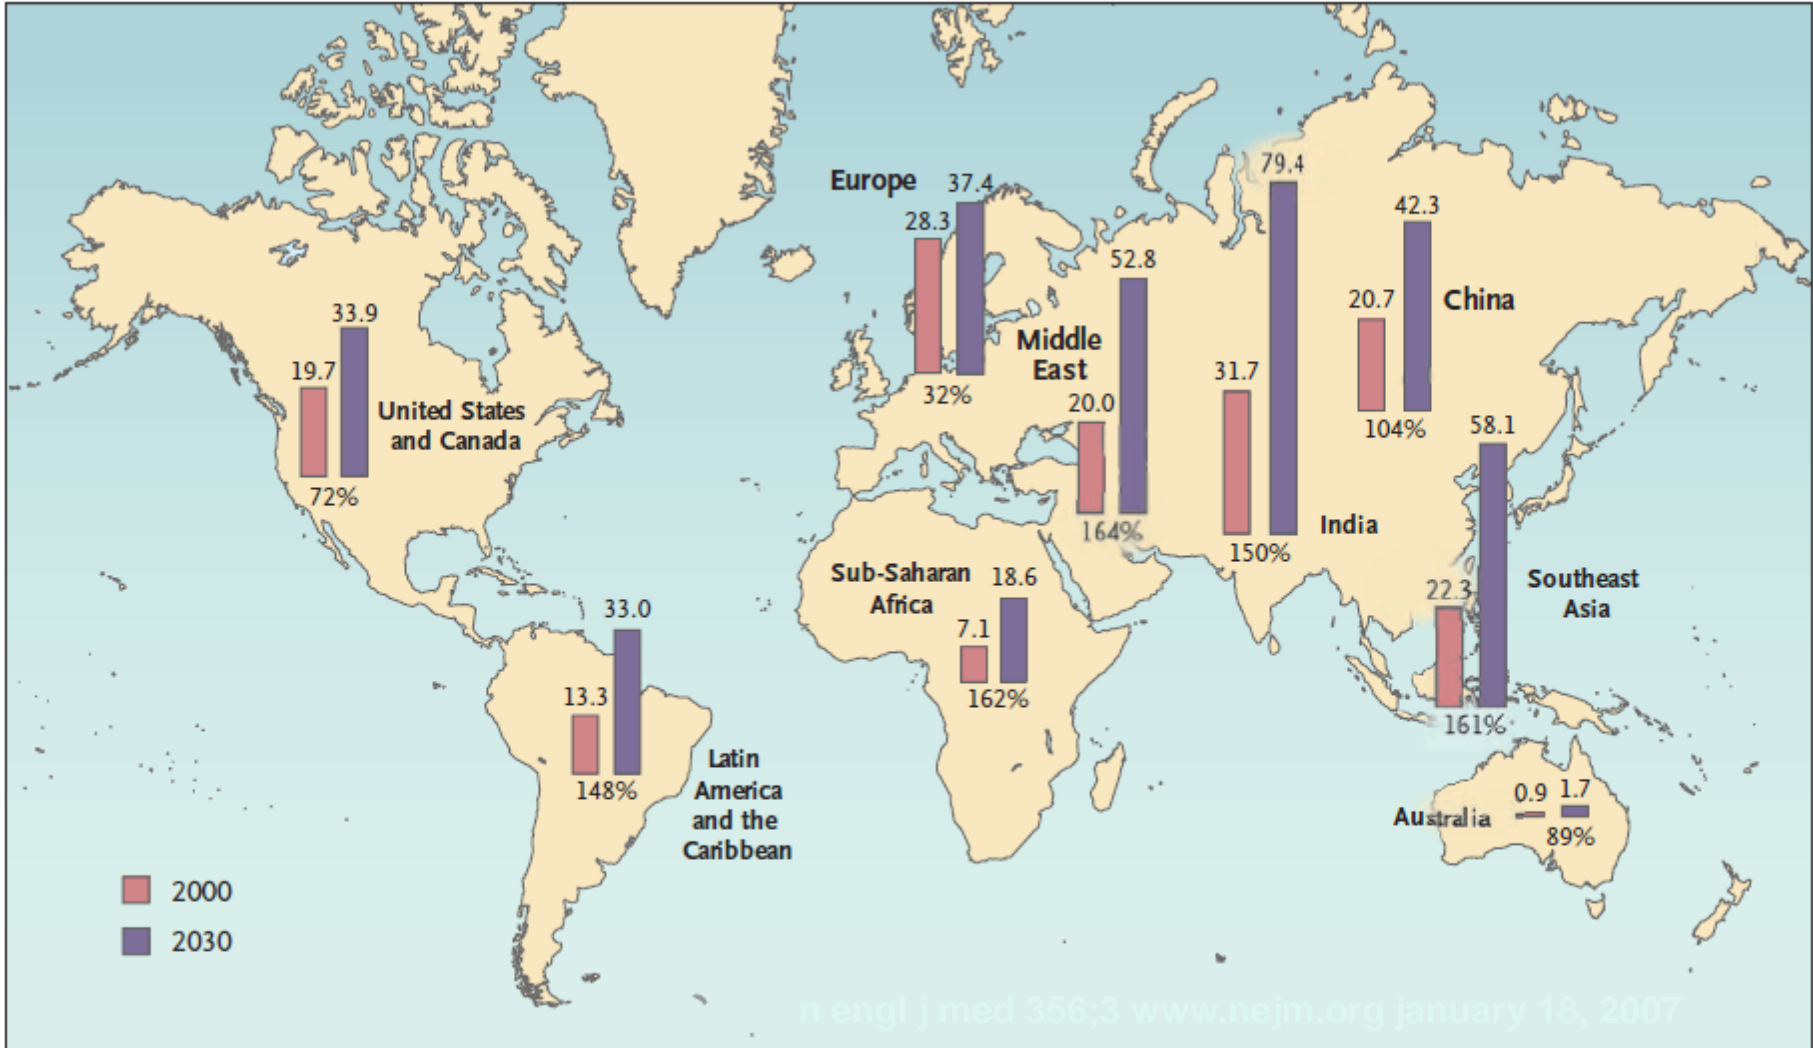 Europe
28.3
37.4
32%
79.4
42.3
20.7
China
104%
52.8
Middle
East
20.0
164%
31.7
150%
India
33.9
19.7
United States
and Canada
72%
58.1
22.3
Southeast
Asia
161%
Sub-Saharan
Africa
18.6
7.1
162%
33.0
13.3
148%
Latin
America
and the
Caribbean
0.9
1.7
Australia
89%
2000
2030
n engl j med 356;3 www.nejm.org january 18, 2007